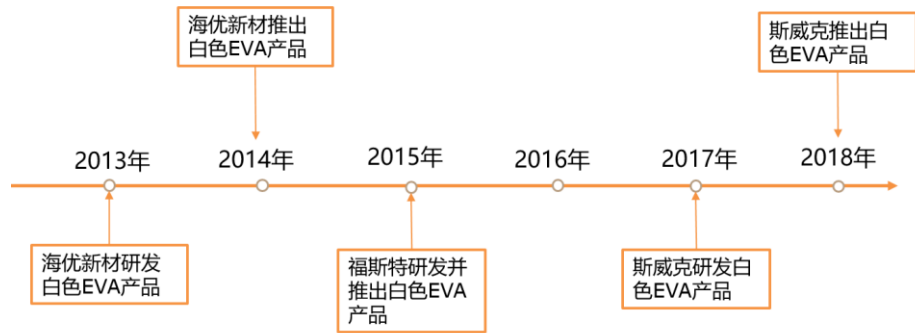 海优新材推出
白色EVA产品
斯威克推出白
色EVA产品
2013年
2014年
2015年
2016年
2017年
2018年
海优新材研发
白色EVA产品
福斯特研发并
推出白色EVA
产品
斯威克研发白
色EVA产品